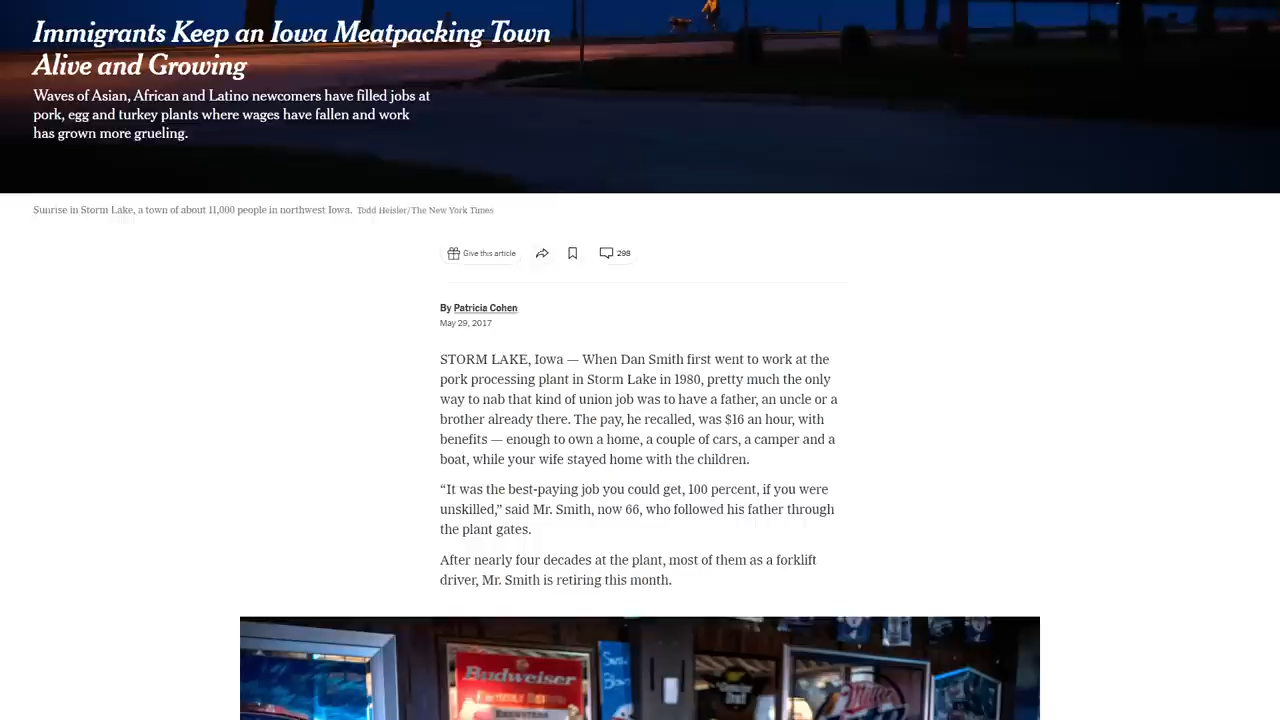 Immigrants Keep an Iowa Meatpacking Town
Alive and Growing
Waves of Asian, African and Latino newcomers have filled jobs at
pork, egg and turkey plants where wages have fallen and work
has grown more grueling.
Sunrise in Storm Lake, a town of about 11,000 people in northwest Iowa. Todd Heisler/The New York Times
Give this article
298
By Patricia Cohen
May 29, 2017
STORM LAKE, Iowa — When Dan Smith first went to work at the
pork processing plant in Storm Lake in 1980, pretty much the only
way to nab that kind of union job was to have a father, an uncle or a
brother already there. The pay, he recalled, was $16 an hour, with
benefits — enough to own a home, a couple of cars, a camper and a
boat, while your wife stayed home with the children.
“It was the best-paying job you could get, 100 percent, if you were
unskilled,” said Mr. Smith, now 66, who followed his father through
the plant gates.
After nearly four decades at the plant, most of them as a forklift
driver, Mr. Smith is retiring this month.
Budweiser
Miller